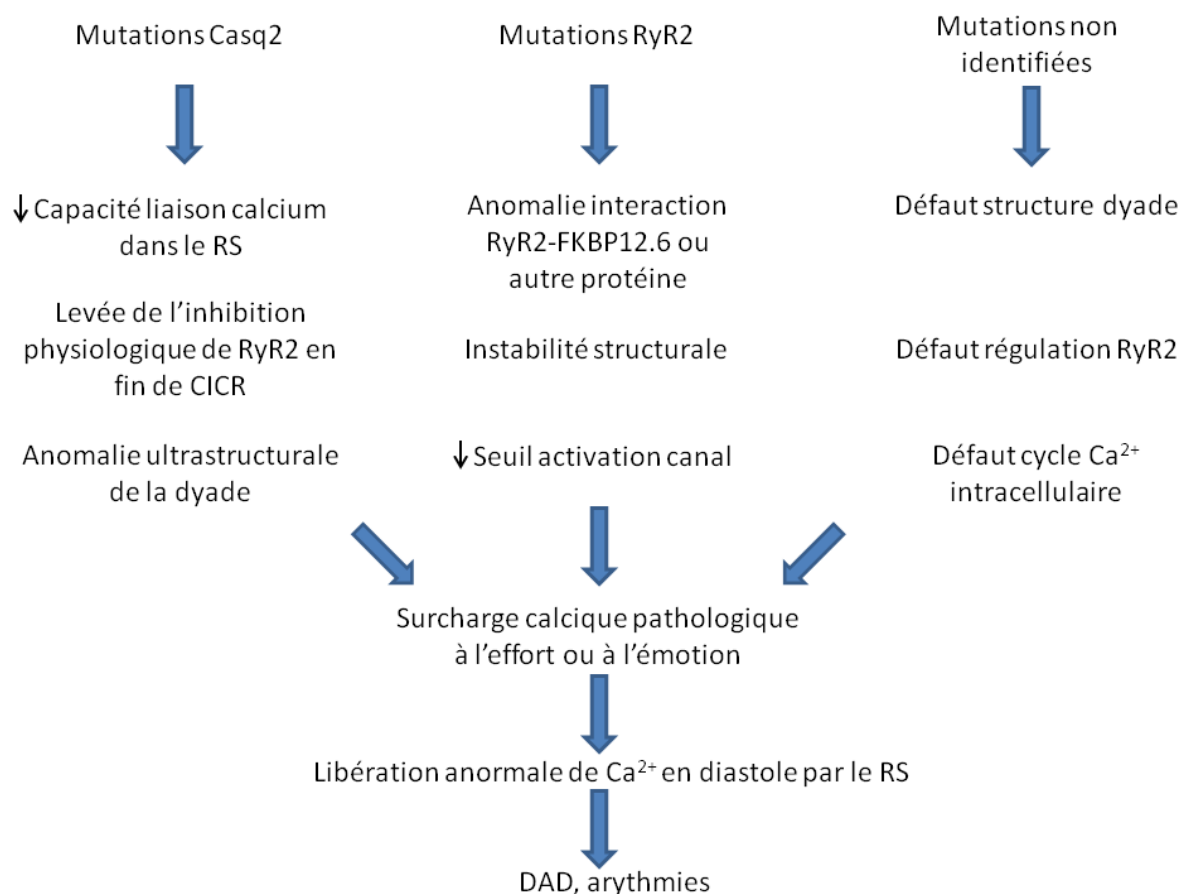 Mutations Casq2
↓ Capacité liaison calcium
dans le RS
Levée de l'inhibition
physiologique de RyR2 en
fin de CICR
Anomalie ultrastructurale
de la dyade
Mutations RyR2
Anomalie interaction
RyR2-FKBP12.6 ou
autre protéine
Instabilité structurale
↓ Seuil activation canal
Mutations non
identifiées
Défaut structure dyade
Défaut régulation RyR2
Défaut cycle Ca²⁺
intracellulaire
Surcharge calcique pathologique
à l'effort ou à l'émotion
Libération anormale de Ca²⁺ en diastole par le RS
DAD, arythmies